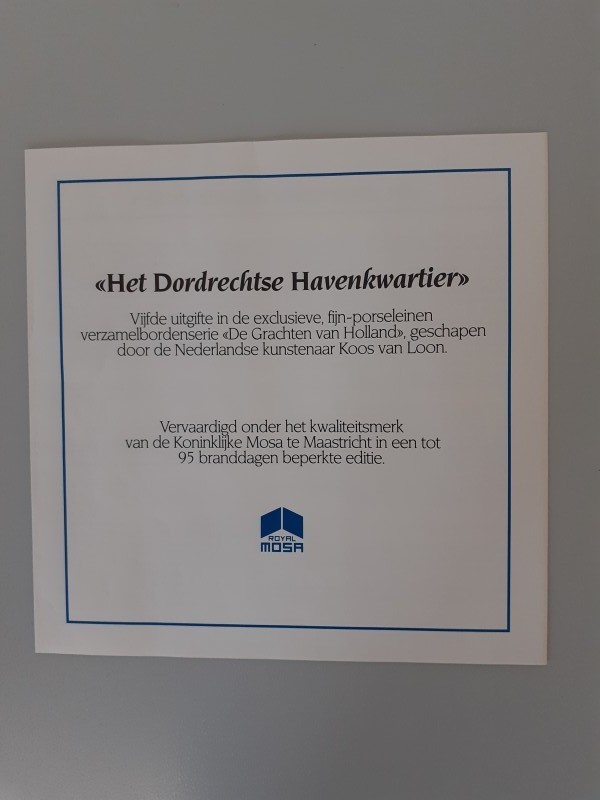 «Het Dordrechtse Havenkwartier»
Vijfde uitgifte in de exclusieve, fijn-porseleinen
verzamelbordenserie «De Grachten van Holland», geschapen
door de Nederlandse kunstenaar Koos van Loon.
Vervaardigd onder het kwaliteitsmerk
van de Koninklijke Mosa te Maastricht in een tot
95 branddagen beperkte editie.
ROYAL
MOSA